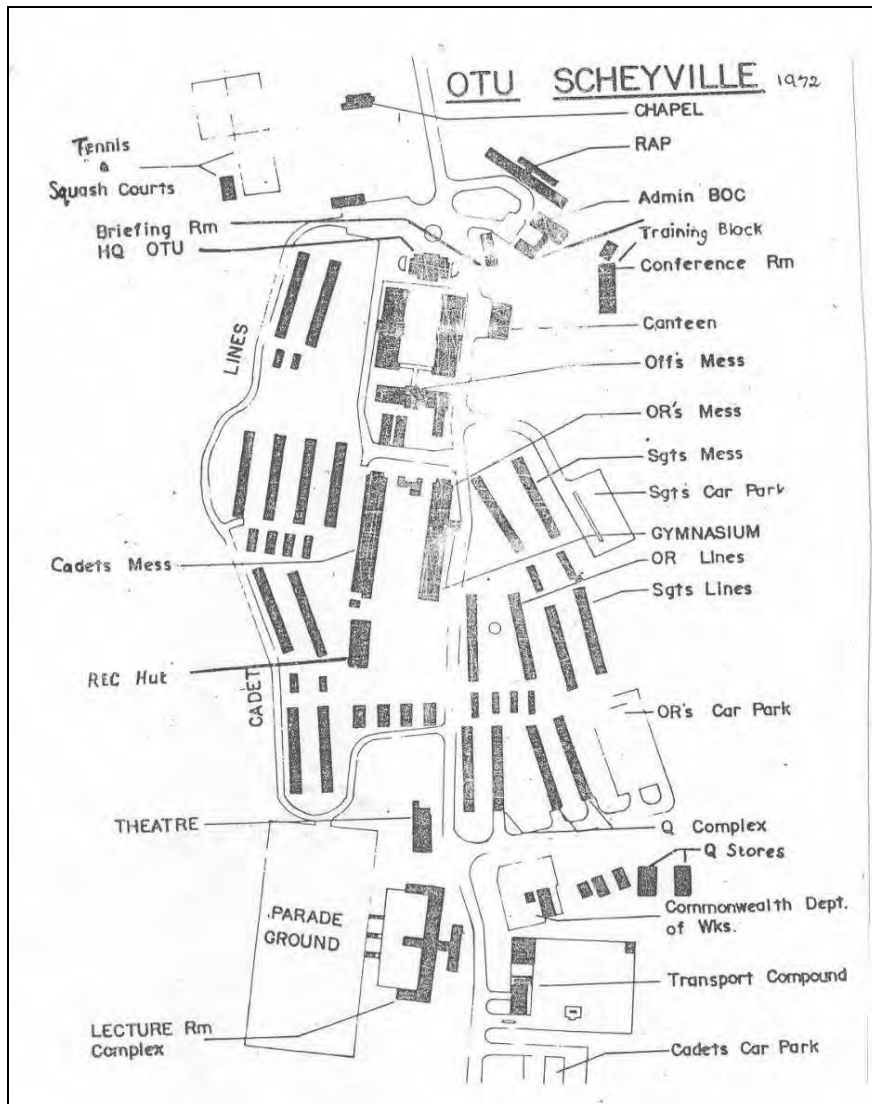 OTU SCHEYVILLE 1972
CHAPEL
RAP
Tennis
&
Squash Courts
Admin BOC
Briefing Rm
HQ OTU
Training Block
Conference Rm
Canteen
LINES
Off's Mess
OR's Mess
Sgts Mess
Sgt's Car Park
GYMNASIUM
Cadets Mess
OR Lines
Sgts Lines
REC Hut
CADET
OR's Car Park
THEATRE
Q Complex
Q Stores
PARADE
GROUND
Commonwealth Dept.
of Wks.
Transport Compound
LECTURE Rm
Complex
Cadets Car Park